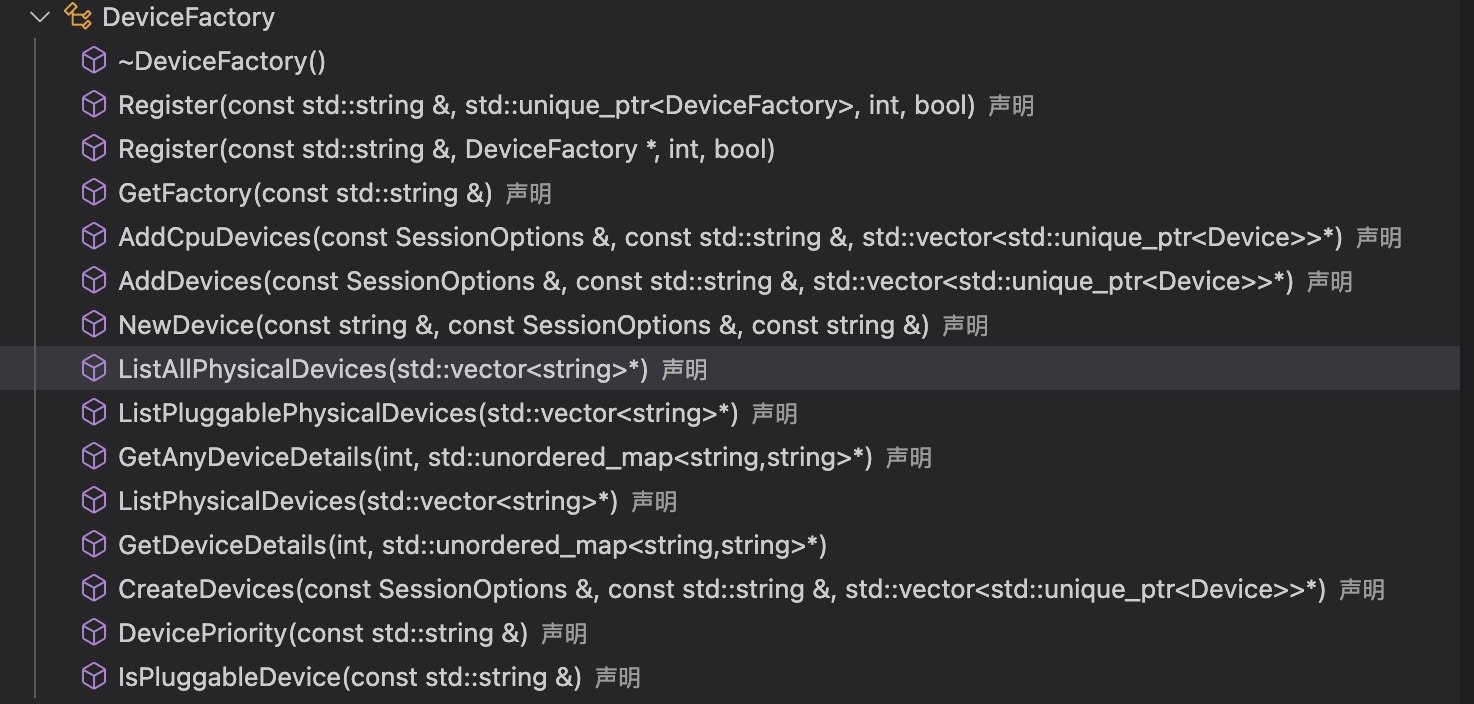 DeviceFactory
~DeviceFactory()
Register(const std::string &, std::unique_ptr<DeviceFactory>, int, bool) 声明
Register(const std::string &, DeviceFactory *, int, bool)
GetFactory(const std::string &) 声明
AddCpuDevices(const SessionOptions &, const std::string &, std::vector<std::unique_ptr<Device>>*) 声明
AddDevices(const SessionOptions &, const std::string &, std::vector<std::unique_ptr<Device>>*) 声明
NewDevice(const string &, const SessionOptions &, const string &) 声明
ListAllPhysicalDevices(std::vector<string>*) 声明
ListPluggablePhysicalDevices(std::vector<string>*) 声明
GetAnyDeviceDetails(int, std::unordered_map<string,string>*) 声明
ListPhysicalDevices(std::vector<string>*) 声明
GetDeviceDetails(int, std::unordered_map<string,string>*)
CreateDevices(const SessionOptions &, const std::string &, std::vector<std::unique_ptr<Device>>*) 声明
DevicePriority(const std::string &) 声明
IsPluggableDevice(const std::string &) 声明